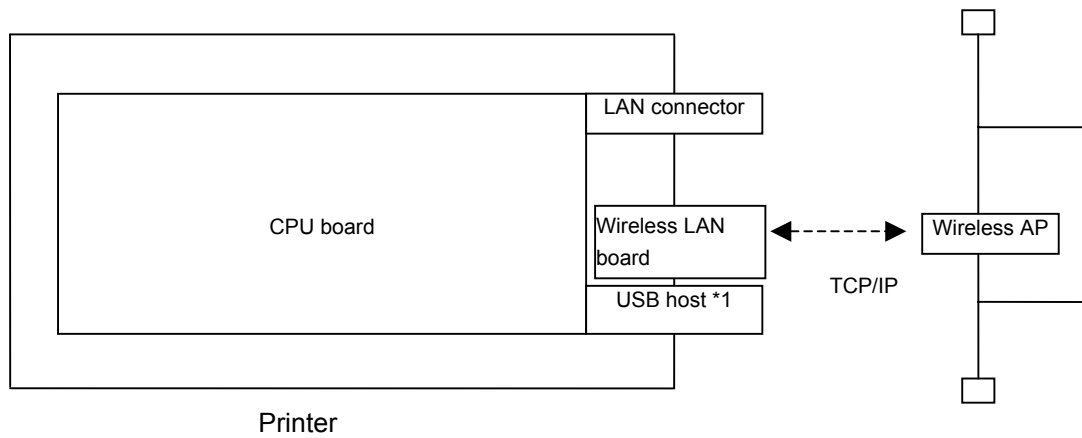 LAN connector
CPU board
Wireless LAN
board
Wireless AP
TCP/IP
USB host *1
Printer